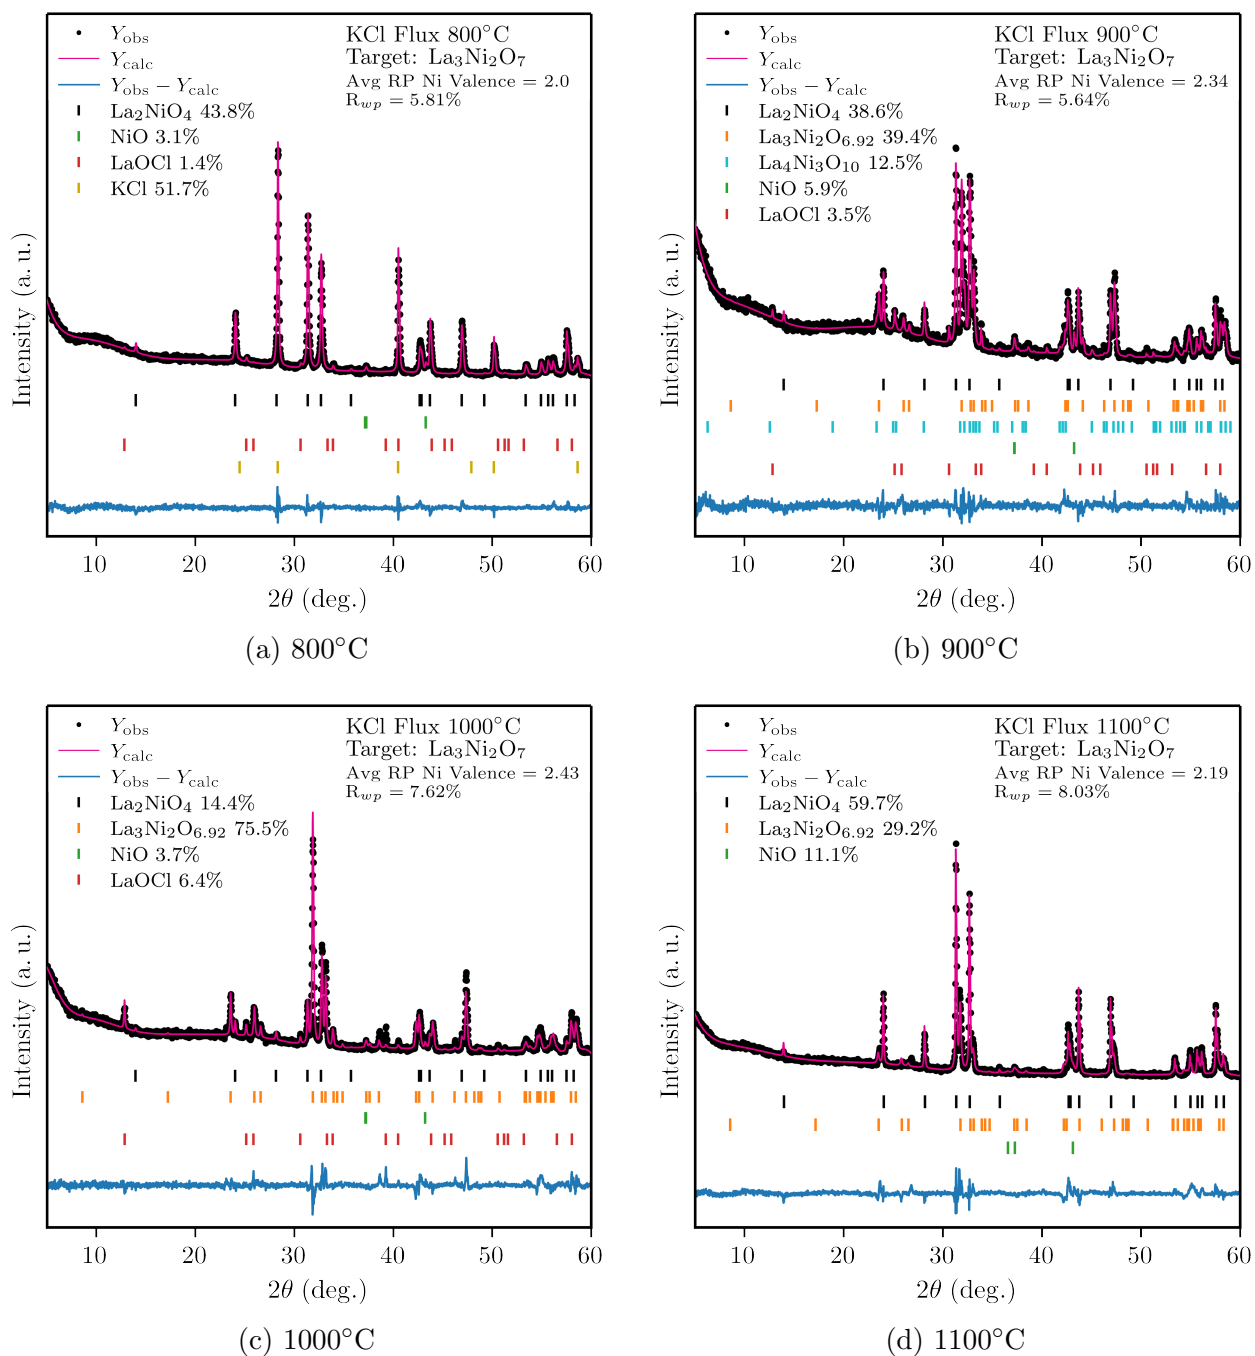 Y_obs
Y_calc
Y_obs − Y_calc
La₂NiO₄ 43.8%
NiO 3.1%
LaOCl 1.4%
KCl 51.7%
KCl Flux 800°C
Target: La₃Ni₂O₇
Avg RP Ni Valence = 2.0
R_wp = 5.81%
Intensity (a. u.)
10 20 30 40 50 60
2θ (deg.)
(a) 800°C
Y_obs
Y_calc
Y_obs − Y_calc
La₂NiO₄ 38.6%
La₃Ni₂O₆.₉₂ 39.4%
La₄Ni₃O₁₀ 12.5%
NiO 5.9%
LaOCl 3.5%
KCl Flux 900°C
Target: La₃Ni₂O₇
Avg RP Ni Valence = 2.34
R_wp = 5.64%
Intensity (a. u.)
10 20 30 40 50 60
2θ (deg.)
(b) 900°C
Y_obs
Y_calc
Y_obs − Y_calc
La₂NiO₄ 14.4%
La₃Ni₂O₆.₉₂ 75.5%
NiO 3.7%
LaOCl 6.4%
KCl Flux 1000°C
Target: La₃Ni₂O₇
Avg RP Ni Valence = 2.43
R_wp = 7.62%
Intensity (a. u.)
10 20 30 40 50 60
2θ (deg.)
(c) 1000°C
Y_obs
Y_calc
Y_obs − Y_calc
La₂NiO₄ 59.7%
La₃Ni₂O₆.₉₂ 29.2%
NiO 11.1%
KCl Flux 1100°C
Target: La₃Ni₂O₇
Avg RP Ni Valence = 2.19
R_wp = 8.03%
Intensity (a. u.)
10 20 30 40 50 60
2θ (deg.)
(d) 1100°C